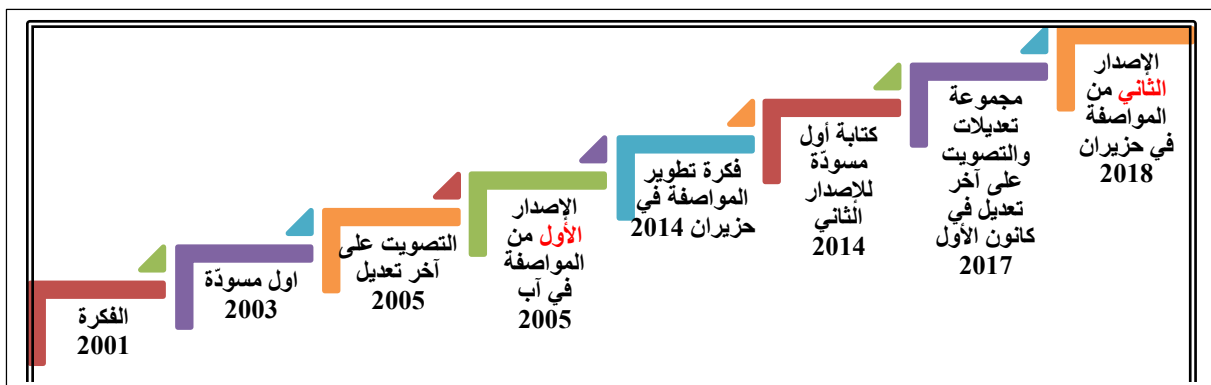 الفكرة
2001
اول مسودّة
2003
التصويت على
آخر تعديل
2005
الإصدار
الأول من
المواصفة
في آب
2005
فكرة تطوير
المواصفة في
حزيران 2014
كتابة أول
مسودّة
للإصدار
الثاني
2014
مجموعة
تعديلات
والتصويت
على آخر
تعديل في
كانون الأول
2017
الإصدار
الثاني من
المواصفة
في حزيران
2018